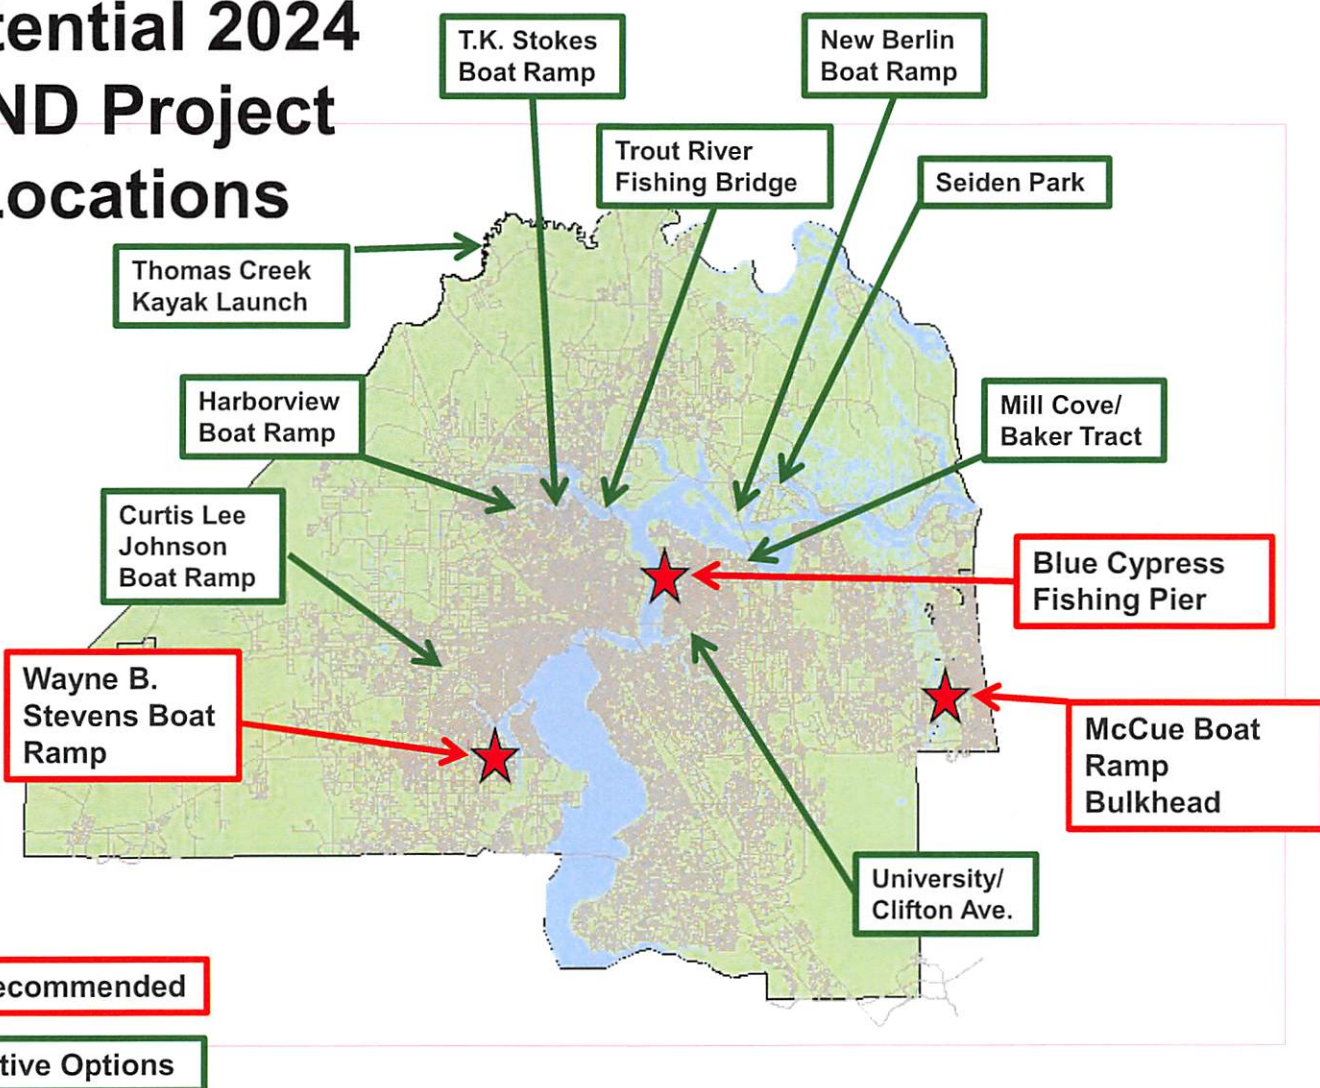 tential 2024
ND Project
Locations
T.K. Stokes
Boat Ramp
New Berlin
Boat Ramp
Trout River
Fishing Bridge
Seiden Park
Thomas Creek
Kayak Launch
Harborview
Boat Ramp
Mill Cove/
Baker Tract
Curtis Lee
Johnson
Boat Ramp
Blue Cypress
Fishing Pier
Wayne B.
Stevens Boat
Ramp
McCue Boat
Ramp
Bulkhead
University/
Clifton Ave.
ecommended
tive Options